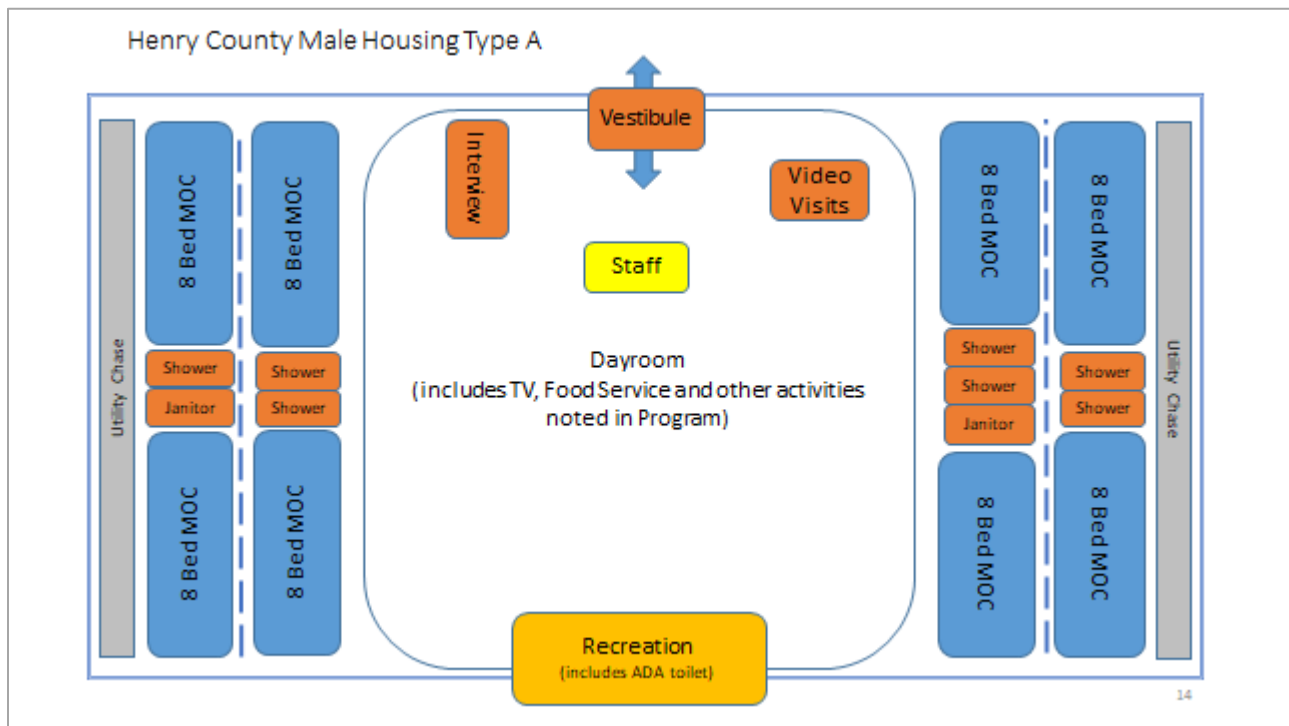 Henry County Male Housing Type A
Vestibule
Interview
Video
Visits
Staff
Dayroom
(includes TV, Food Service and other activities
noted in Program)
Recreation
(includes ADA toilet)
Utility Chase
8 Bed MOC
Shower
Janitor
8 Bed MOC
8 Bed MOC
Shower
Shower
8 Bed MOC
8 Bed MOC
Shower
Shower
Janitor
8 Bed MOC
8 Bed MOC
Shower
Shower
8 Bed MOC
Utility Chase
14